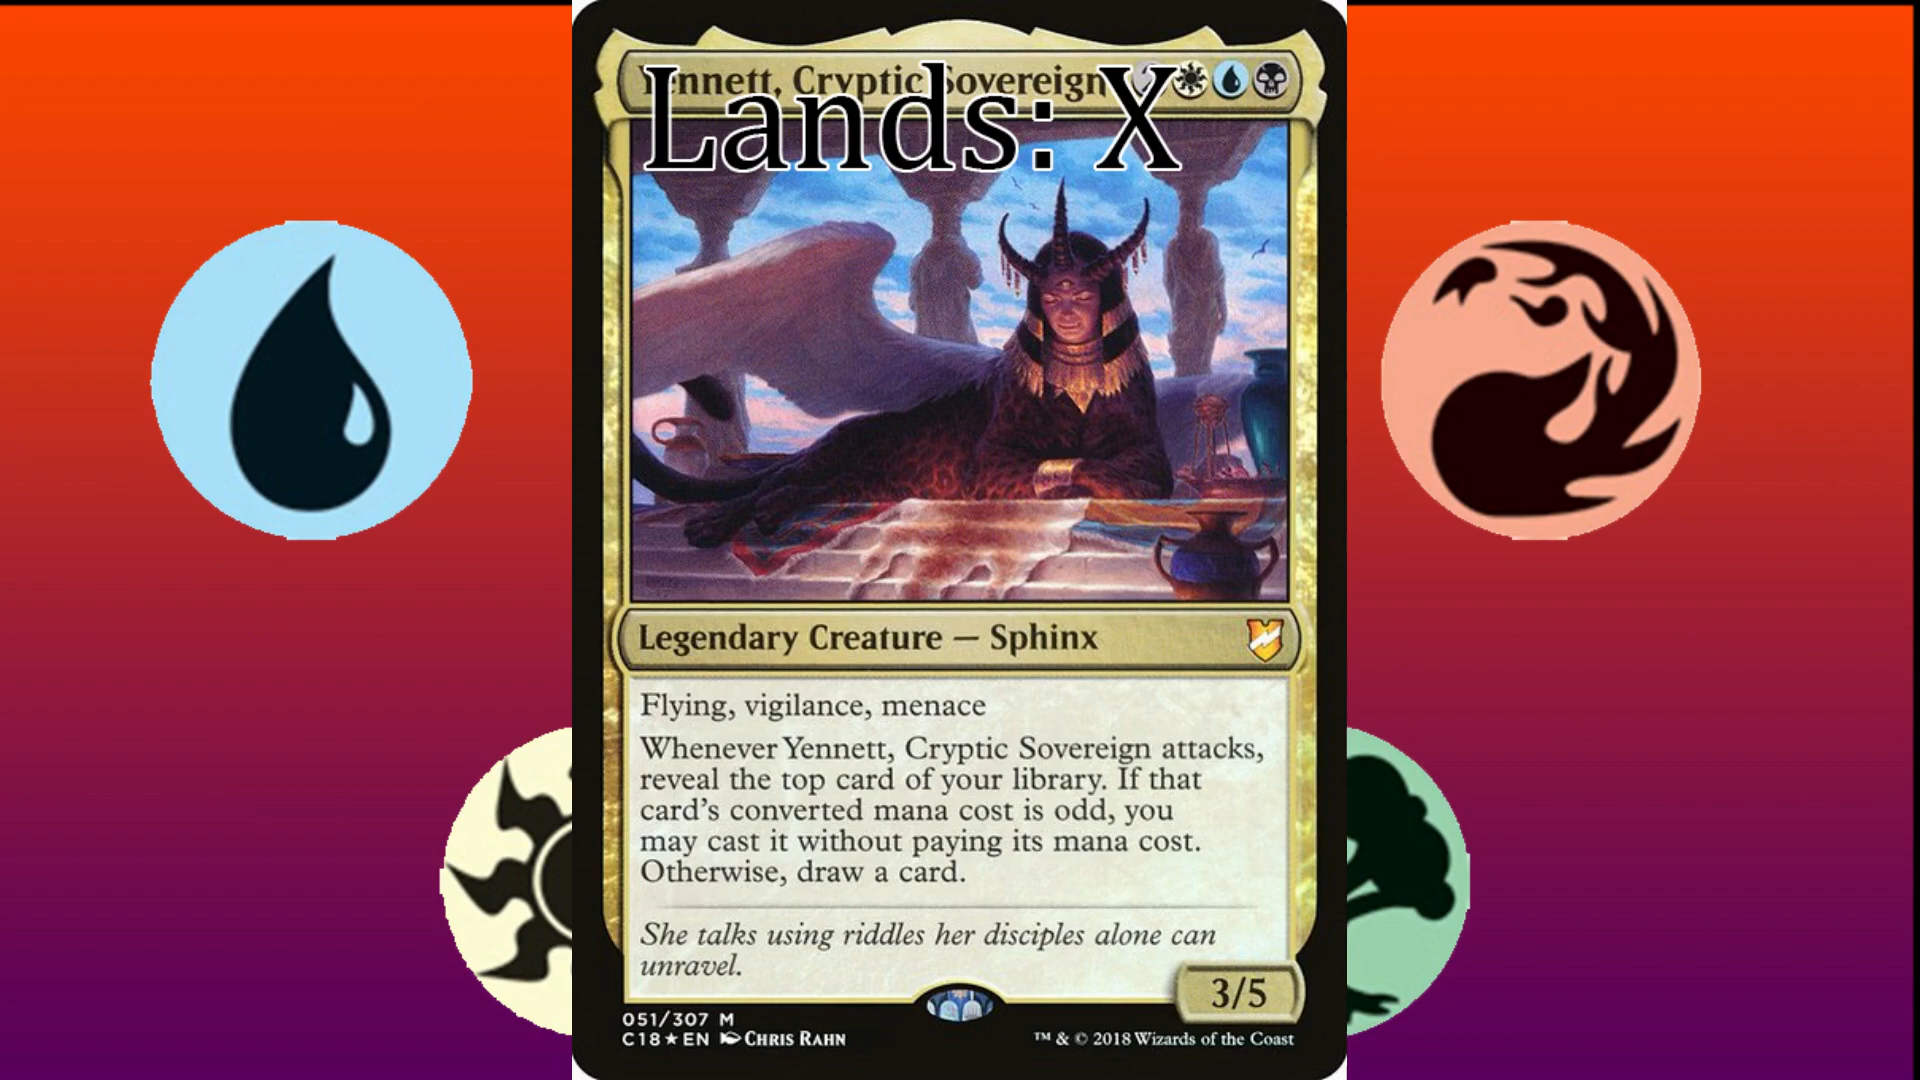 Yennett, Cryptic Sovereign
Lands: X
Legendary Creature — Sphinx
Flying, vigilance, menace
Whenever Yennett, Cryptic Sovereign attacks,
reveal the top card of your library. If that
card's converted mana cost is odd, you
may cast it without paying its mana cost.
Otherwise, draw a card.
She talks using riddles her disciples alone can
unravel.
3/5
051/307 M
C18★EN Chris Rahn
™ & © 2018 Wizards of the Coast